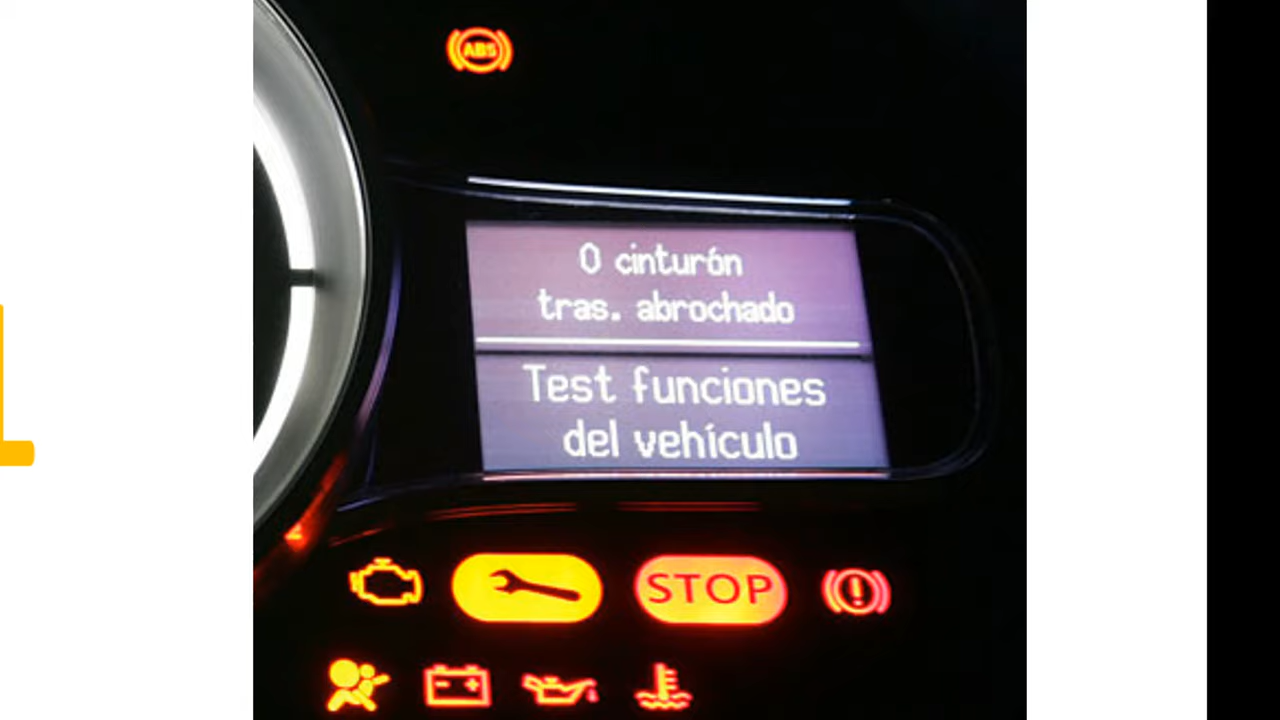 ABS
0 cinturón
tras. abrochado
Test funciones
del vehículo
STOP